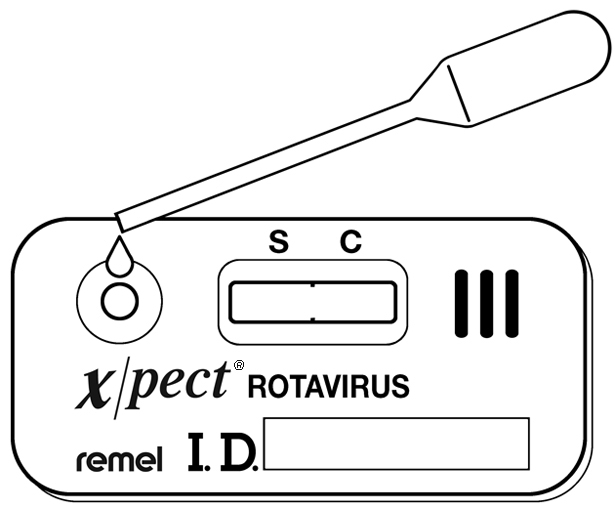 S C
x/pect® ROTAVIRUS
remel I.D.